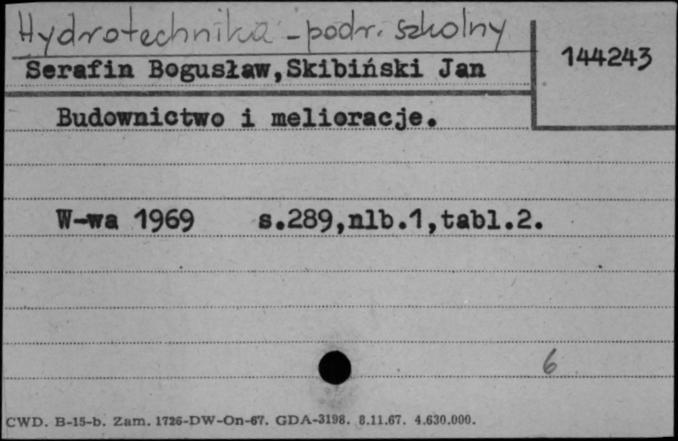 Hydrotechnika - podr. szkolny
144243
Serafin Bogusław,Skibiński Jan
Budownictwo i melioracje.
W-wa 1969 s.289,nlb.1,tabl.2.
6
CWD. B-15-b. Zam. 1726-DW-On-67. GDA-3198. 8.11.67. 4.630.000.